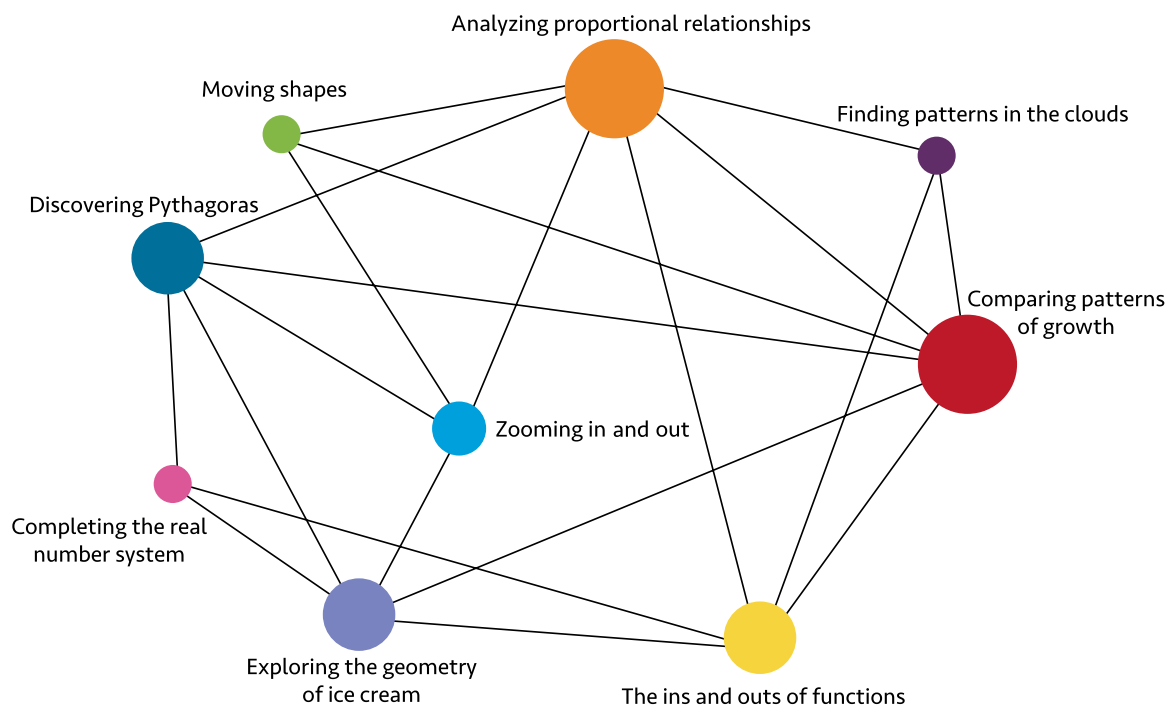 Analyzing proportional relationships
Moving shapes
Finding patterns in the clouds
Discovering Pythagoras
Comparing patterns
of growth
Zooming in and out
Completing the real
number system
Exploring the geometry
of ice cream
The ins and outs of functions